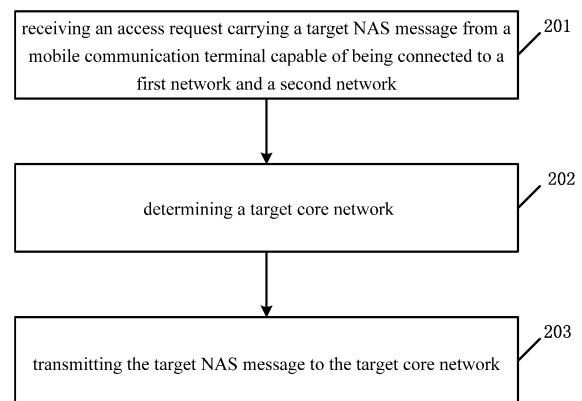 receiving an access request carrying a target NAS message from a
mobile communication terminal capable of being connected to a
first network and a second network
201
determining a target core network
202
transmitting the target NAS message to the target core network
203